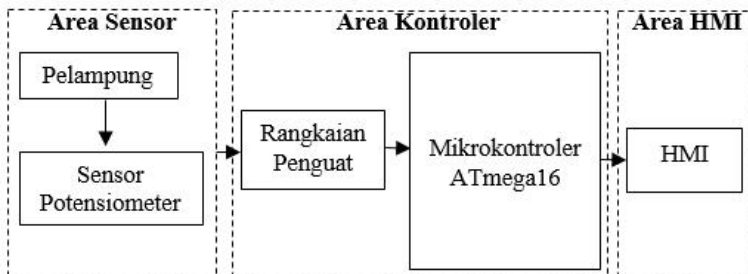 Area Sensor
Pelampung
Sensor
Potensiometer
Area Kontroler
Rangkaian
Penguat
Mikrokontroler
ATmega16
Area HMI
HMI